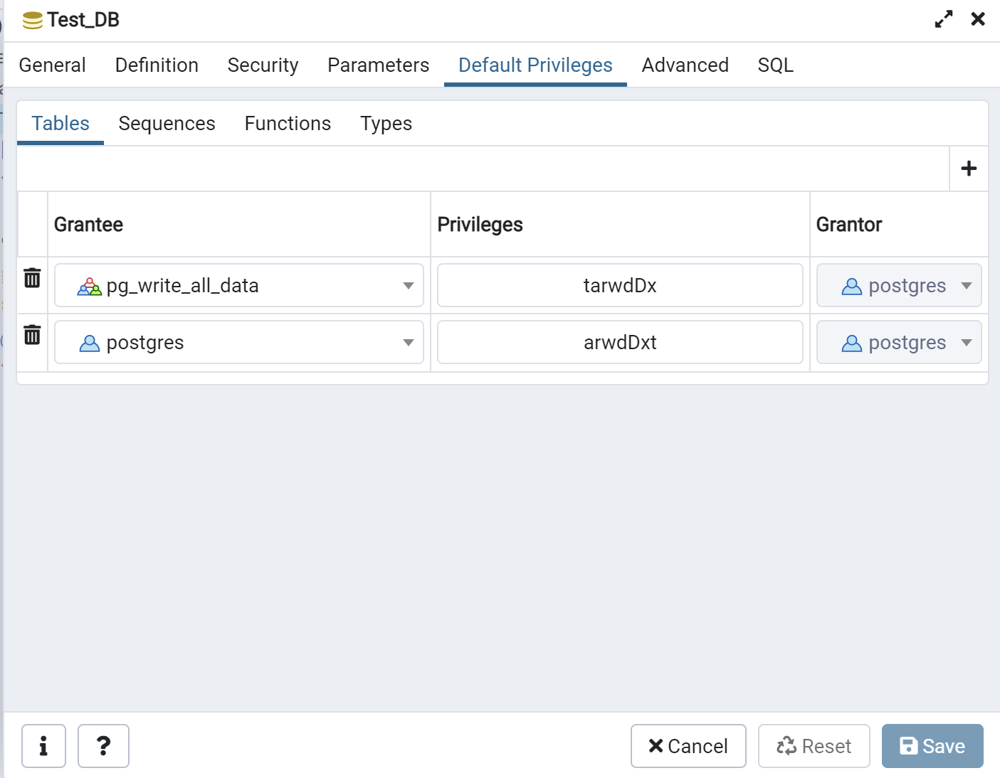 Test_DB
General Definition Security Parameters Default Privileges Advanced SQL
Tables Sequences Functions Types
Grantee Privileges Grantor
pg_write_all_data tarwdDx postgres
postgres arwdDxt postgres
Cancel Reset Save